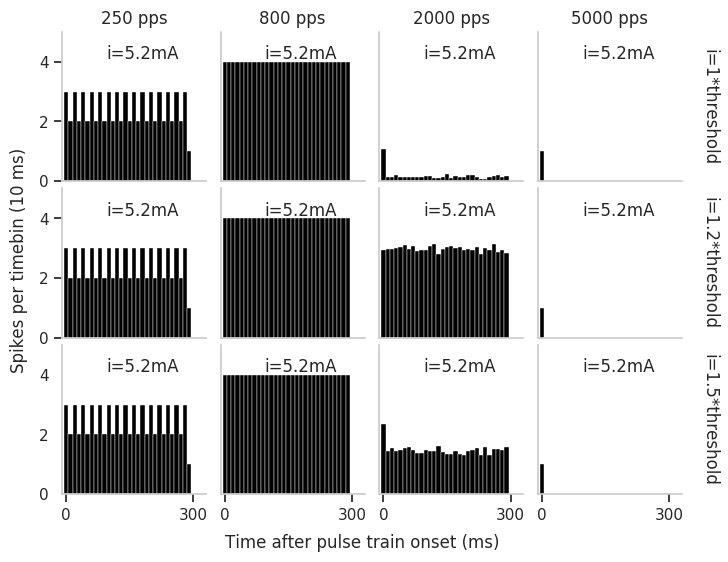 250 pps 800 pps 2000 pps 5000 pps
i=5.2mA i=5.2mA i=5.2mA i=5.2mA
4
2
0
i=1*threshold
i=5.2mA i=5.2mA i=5.2mA i=5.2mA
4
2
0
i=1.2*threshold
Spikes per timebin (10 ms)
i=5.2mA i=5.2mA i=5.2mA i=5.2mA
4
2
0
i=1.5*threshold
0 300 0 300 0 300 0 300
Time after pulse train onset (ms)